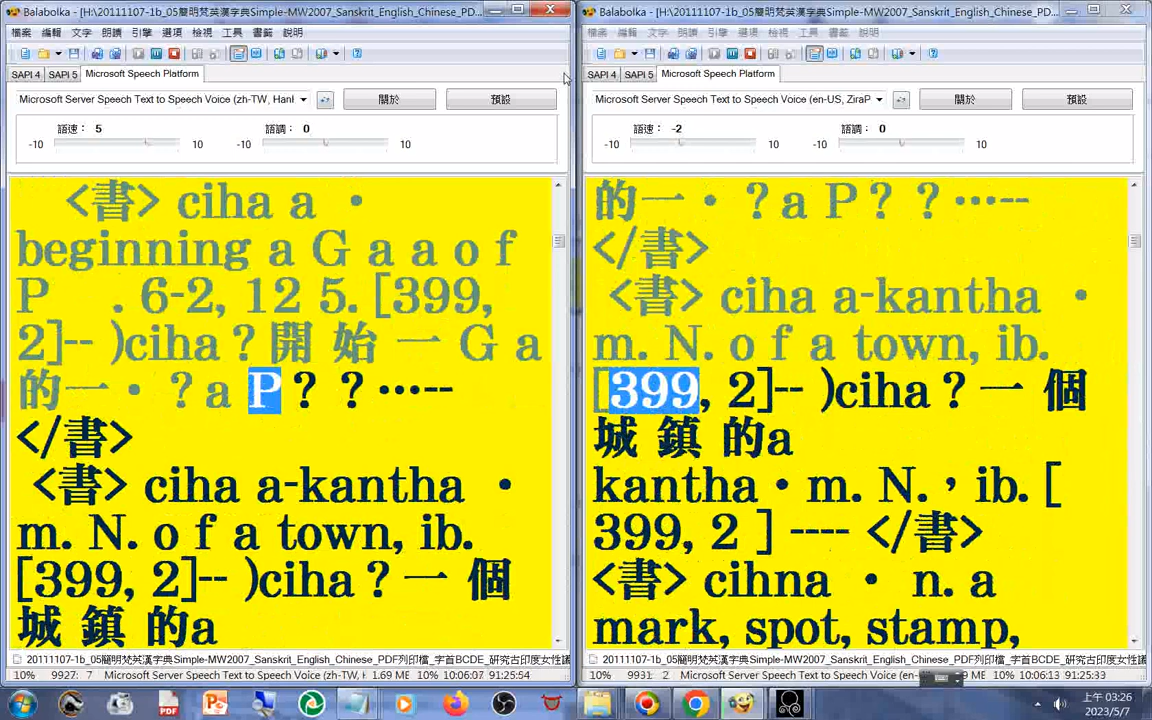 Balabolka - [H:\20111107-1b_05簡明梵英漢字典Simple-MW2007_Sanskrit_English_Chinese_PD...
檔案 編輯 文字 朗讀 引擎 選項 檢視 工具 書籤 說明
SAPI 4 SAPI 5 Microsoft Speech Platform
Microsoft Server Speech Text to Speech Voice (zh-TW, Hanl
關於 預設
語速： 5 語調： 0
-10 10 -10 10
<書> ciha a •
beginning a G a a o f
P . 6-2, 12 5. [399,
2]-- )ciha？開 始 一 G a
的一• ？a P？？…--
</書>
<書> ciha a-kantha •
m. N. o f a town, ib.
[399, 2]-- )ciha？一 個
城 鎮 的a
20111107-1b_05簡明梵英漢字典Simple-MW2007_Sanskrit_English_Chinese_PDF列印檔_字首BCDE_研究古印度女性議
10% 9927: 7 Microsoft Server Speech Text to Speech Voice (zh-TW, H 1.69 MB 10% 10:06:07 91:25:54
Balabolka - [H:\20111107-1b_05簡明梵英漢字典Simple-MW2007_Sanskrit_English_Chinese_PD...
檔案 編輯 文字 朗讀 引擎 選項 檢視 工具 書籤 說明
SAPI 4 SAPI 5 Microsoft Speech Platform
Microsoft Server Speech Text to Speech Voice (en-US, ZiraP
關於 預設
語速： -2 語調： 0
-10 10 -10 10
的一• ？a P？？…--
</書>
<書> ciha a-kantha •
m. N. o f a town, ib.
[399, 2]-- )ciha？一 個
城 鎮 的a
kantha•m. N.，ib. [
399, 2 ] ---- </書>
<書> cihna • n. a
mark, spot, stamp,
20111107-1b_05簡明梵英漢字典Simple-MW2007_Sanskrit_English_Chinese_PDF列印檔_字首BCDE_研究古印度女性議
10% 9931: 2 Microsoft Server Speech Text to Speech Voice (en-US, 9 MB 10% 10:06:13 91:25:33
PDF
上午 03:26
2023/5/7